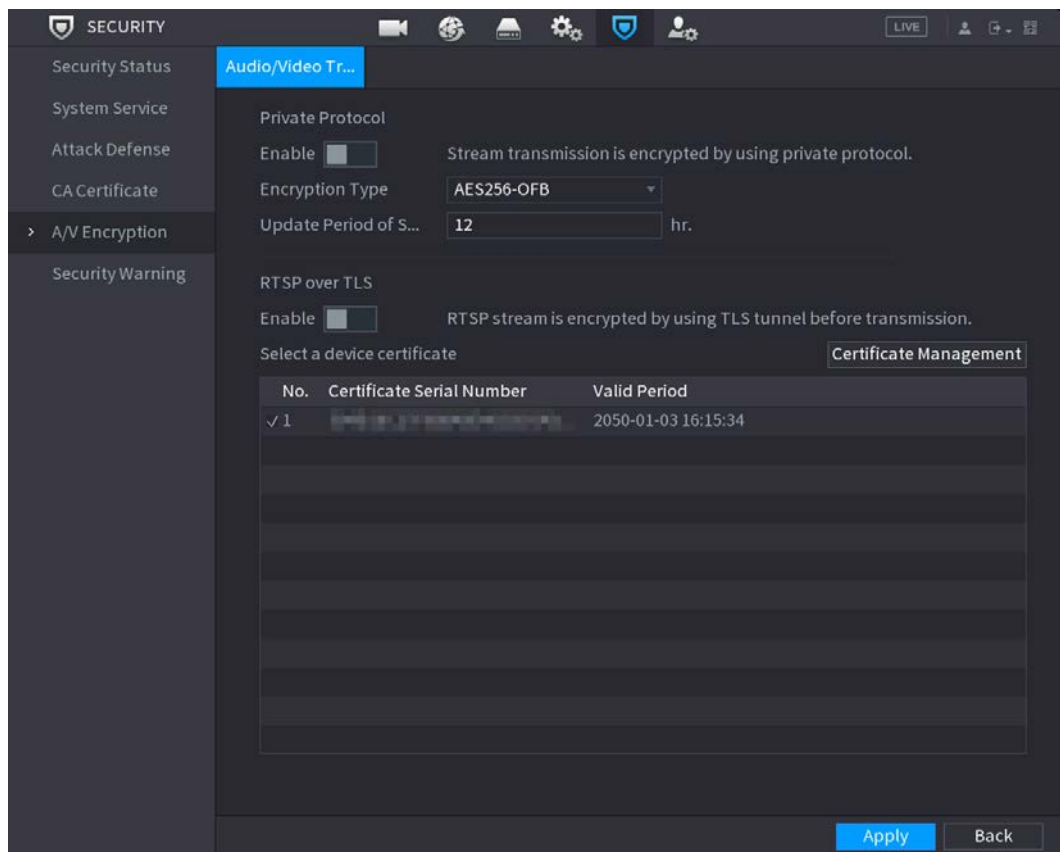 SECURITY
LIVE
Security Status
System Service
Attack Defense
CA Certificate
A/V Encryption
Security Warning
Audio/Video Tr...
Private Protocol
Enable Stream transmission is encrypted by using private protocol.
Encryption Type AES256-OFB
Update Period of S... 12 hr.
RTSP over TLS
Enable RTSP stream is encrypted by using TLS tunnel before transmission.
Select a device certificate Certificate Management
No. Certificate Serial Number Valid Period
1 2050-01-03 16:15:34
Apply Back